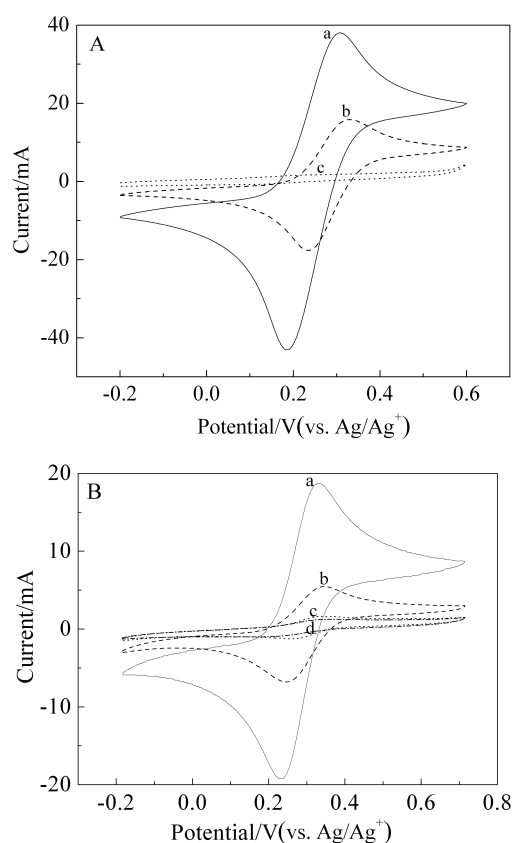 A
a
b
c
40
20
0
-20
-40
Current/mA
-0.2 0.0 0.2 0.4 0.6
Potential/V(vs. Ag/Ag⁺)
B
a
b
c
d
20
10
0
-10
-20
Current/mA
-0.2 0.0 0.2 0.4 0.6 0.8
Potential/V(vs. Ag/Ag⁺)